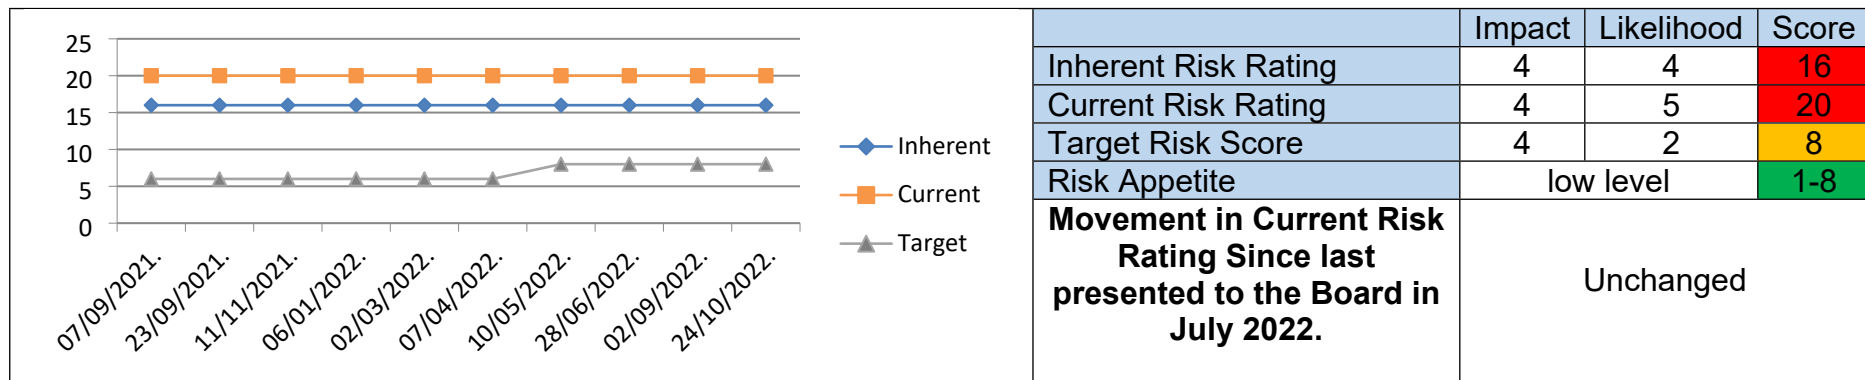 25
20
15
10
5
0
07/09/2021.
23/09/2021.
11/11/2021.
06/01/2022.
02/03/2022.
07/04/2022.
10/05/2022.
28/06/2022.
02/09/2022.
24/10/2022.
Inherent
Current
Target
Impact Likelihood Score
Inherent Risk Rating 4 4 16
Current Risk Rating 4 5 20
Target Risk Score 4 2 8
Risk Appetite low level 1-8
Movement in Current Risk
Rating Since last
presented to the Board in
July 2022.
Unchanged